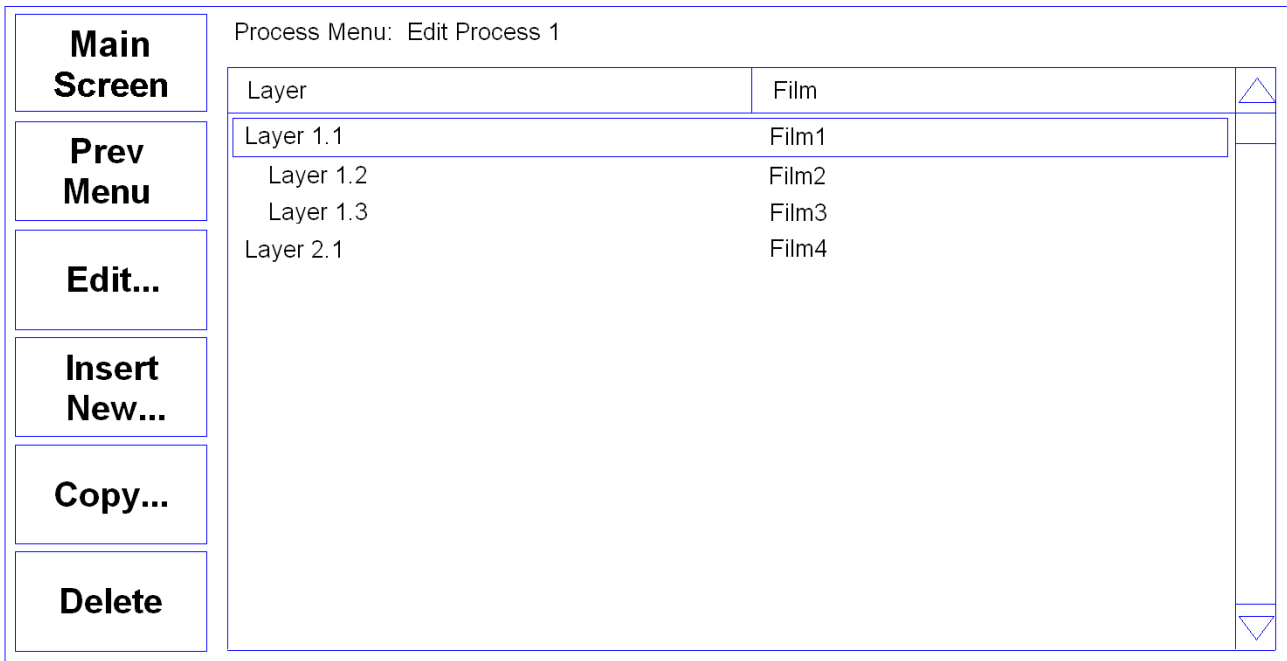 Main
Screen
Prev
Menu
Edit...
Insert
New...
Copy...
Delete
Process Menu: Edit Process 1
Layer Film
Layer 1.1 Film1
Layer 1.2 Film2
Layer 1.3 Film3
Layer 2.1 Film4